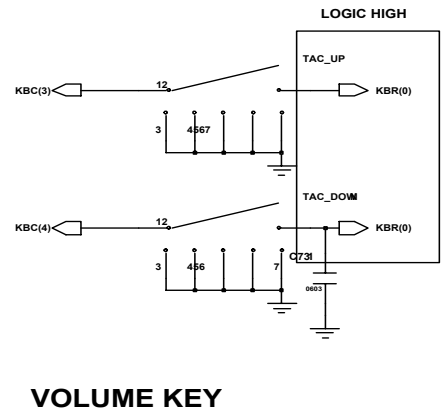 LOGIC HIGH
TAC_UP
KBC(3)
12
KBR(0)
3 4567
TAC_DOWN
KBC(4)
12
KBR(0)
3 456 7
C731
0603
VOLUME KEY